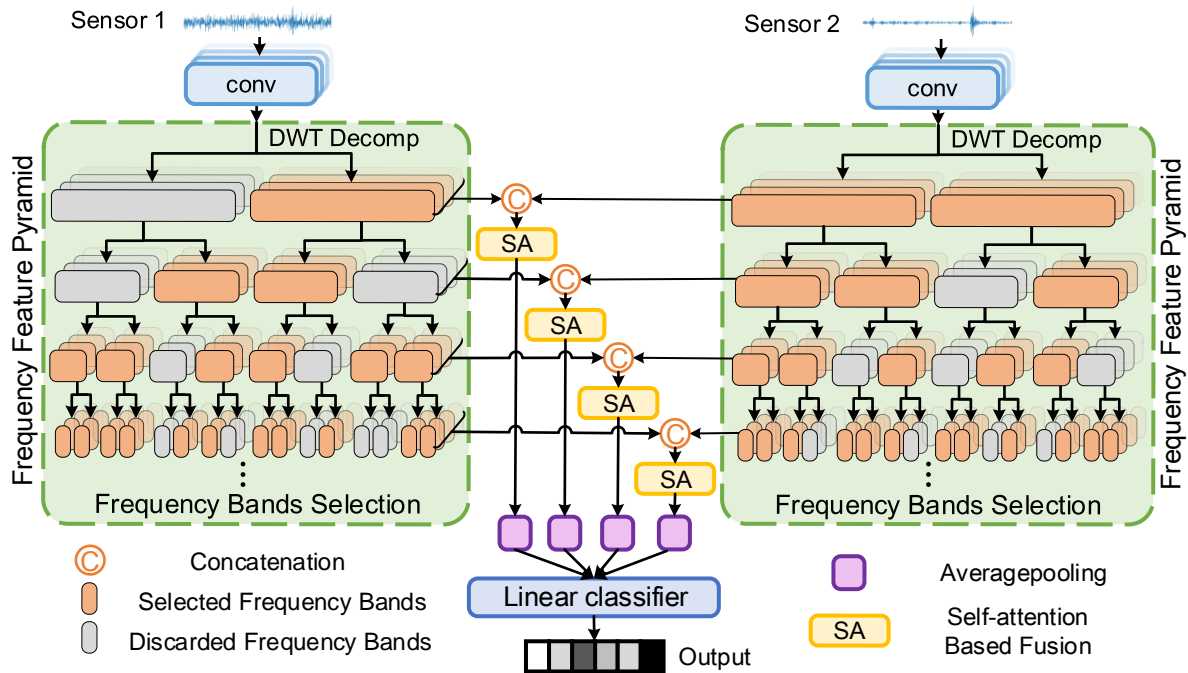 Sensor 1
Sensor 2
conv
conv
DWT Decomp
DWT Decomp
Frequency Feature Pyramid
Frequency Feature Pyramid
C
SA
C
SA
C
SA
C
SA
Frequency Bands Selection
Frequency Bands Selection
C Concatenation
Selected Frequency Bands
Discarded Frequency Bands
Linear classifier
Output
Averagepooling
SA
Self-attention
Based Fusion